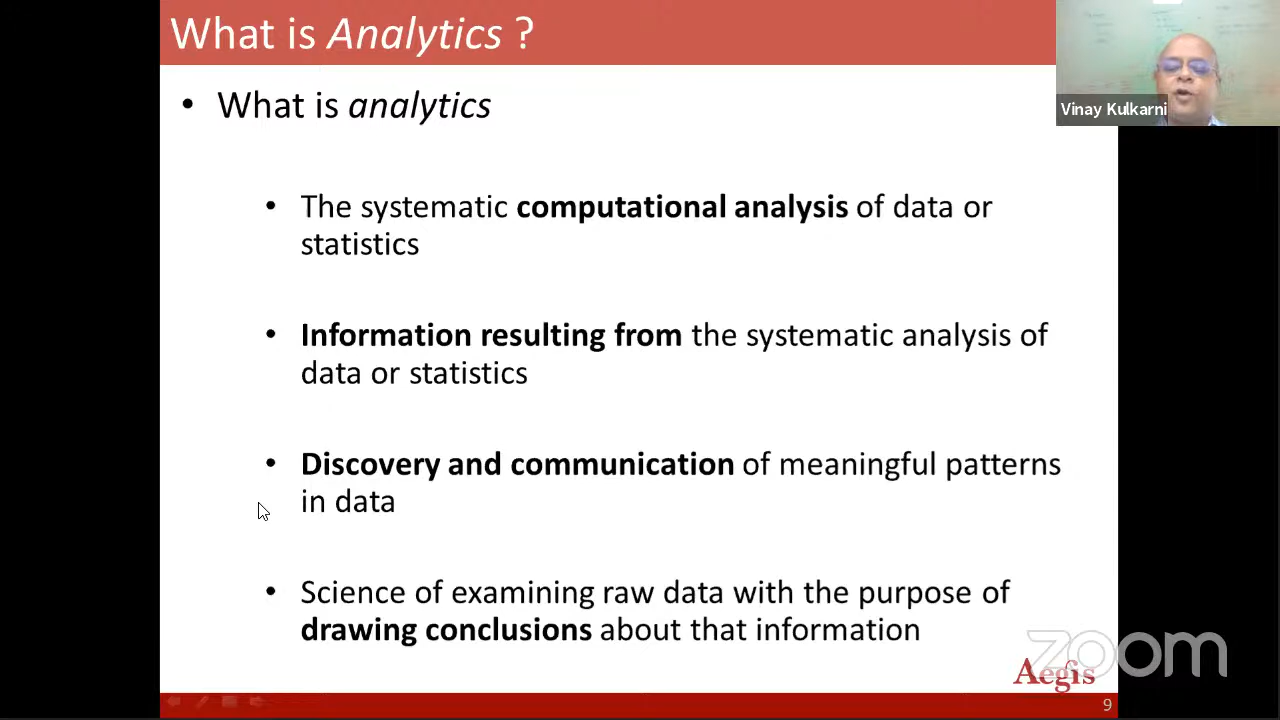 What is Analytics ?
• What is analytics
Vinay Kulkarni
• The systematic computational analysis of data or
statistics
• Information resulting from the systematic analysis of
data or statistics
• Discovery and communication of meaningful patterns
in data
• Science of examining raw data with the purpose of
drawing conclusions about that information
zoom
Aegis
9